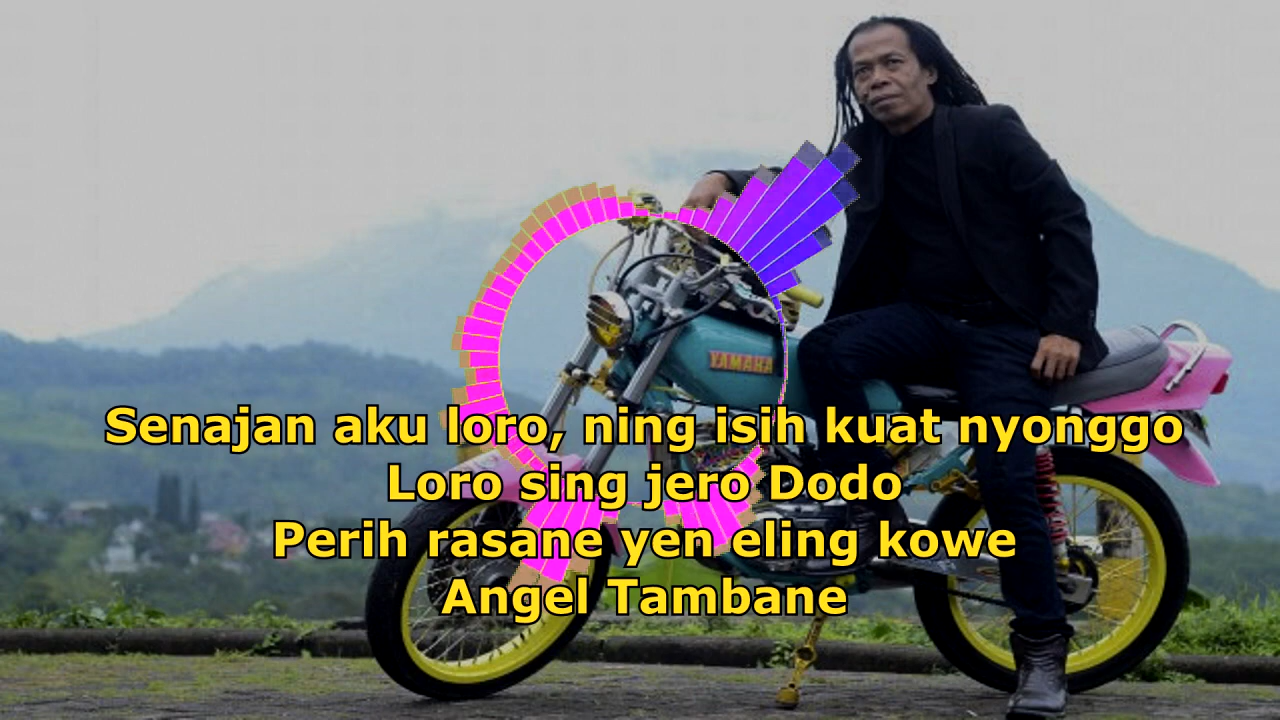 YAMAHA
Senajan aku loro, ning isih kuat nyonggo
Loro sing jero Dodo
Perih rasane yen eling kowe
Angel Tambane